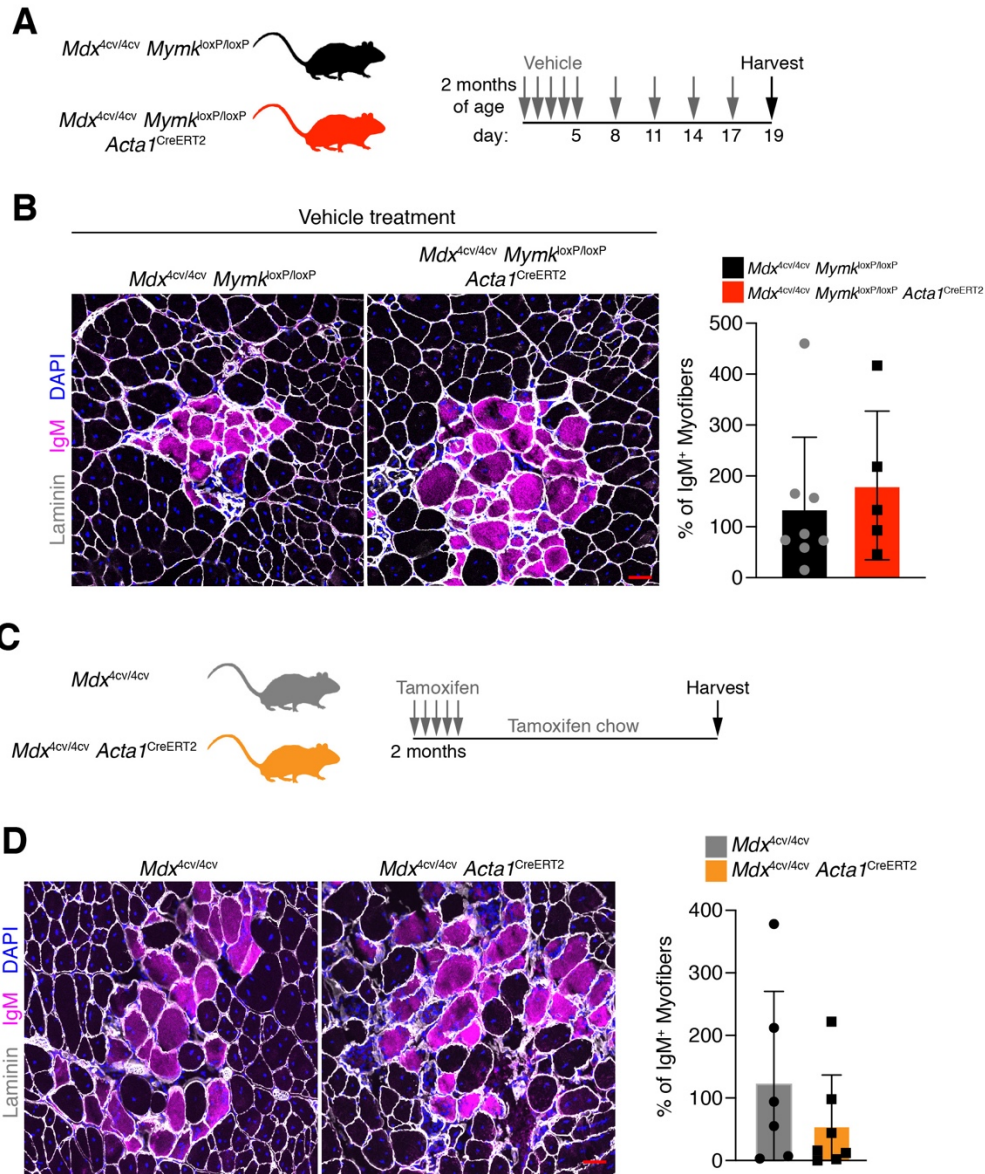 A
Mdx4cv/4cv MymkloxP/loxP
Mdx4cv/4cv MymkloxP/loxP
Acta1CreERT2
2 months
of age
Vehicle
Harvest
day: 5 8 11 14 17 19
B
Vehicle treatment
Mdx4cv/4cv MymkloxP/loxP
Mdx4cv/4cv MymkloxP/loxP
Acta1CreERT2
Laminin IgM DAPI
Mdx4cv/4cv MymkloxP/loxP
Mdx4cv/4cv MymkloxP/loxP Acta1CreERT2
% of IgM+ Myofibers
500
400
300
200
100
0
C
Mdx4cv/4cv
Mdx4cv/4cv Acta1CreERT2
Tamoxifen
Harvest
Tamoxifen chow
2 months
D
Mdx4cv/4cv
Mdx4cv/4cv Acta1CreERT2
Laminin IgM DAPI
Mdx4cv/4cv
Mdx4cv/4cv Acta1CreERT2
% of IgM+ Myofibers
400
300
200
100
0